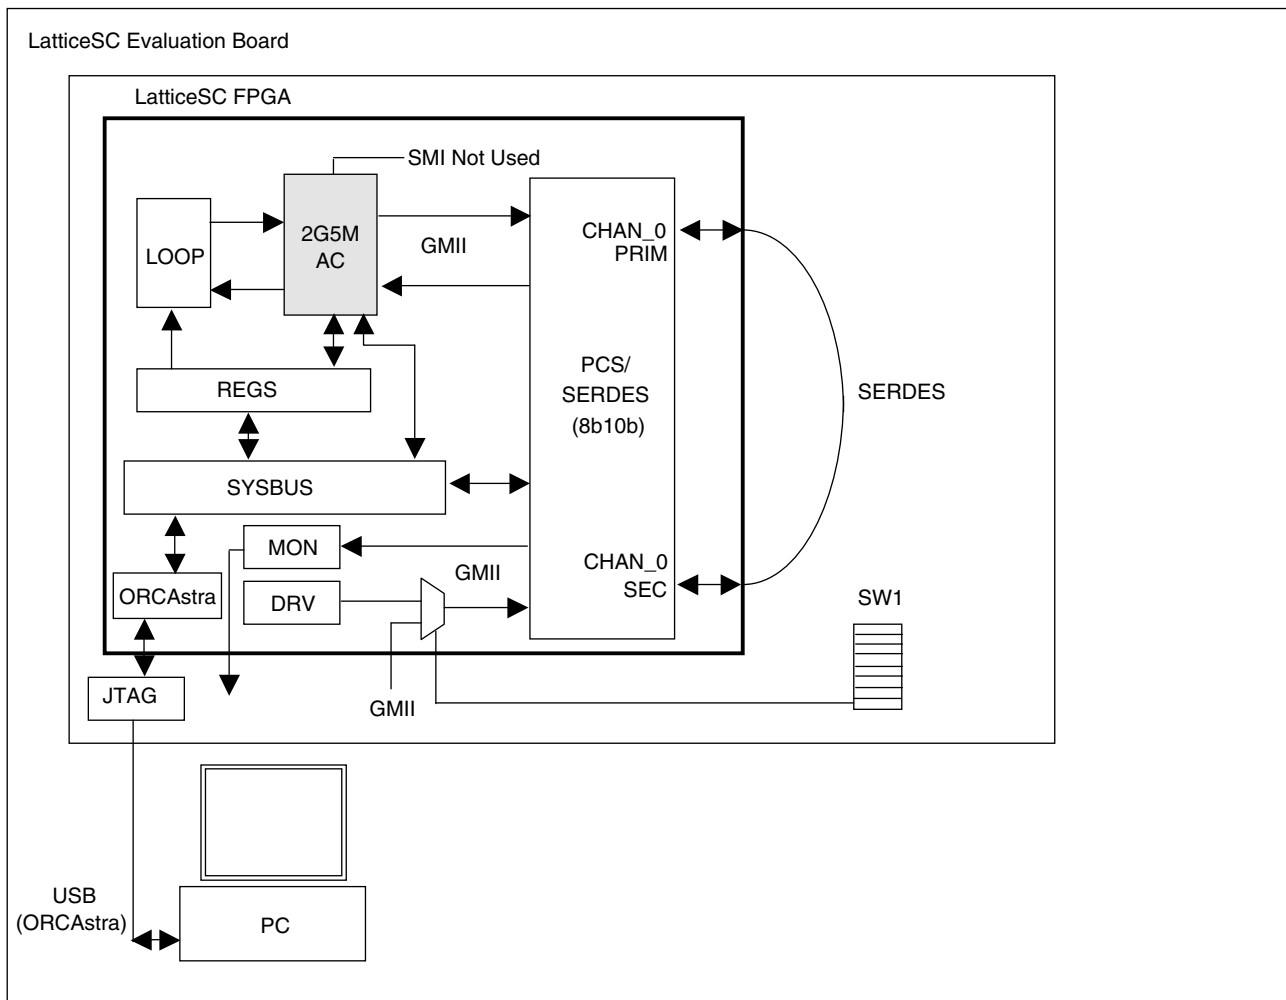 LatticeSC Evaluation Board
LatticeSC FPGA
SMI Not Used
LOOP
2G5M
AC
GMII
CHAN_0
PRIM
REGS
PCS/
SERDES
(8b10b)
SERDES
SYSBUS
MON
GMII
CHAN_0
SEC
ORCAstra
DRV
SW1
JTAG
GMII
USB
(ORCAstra)
PC